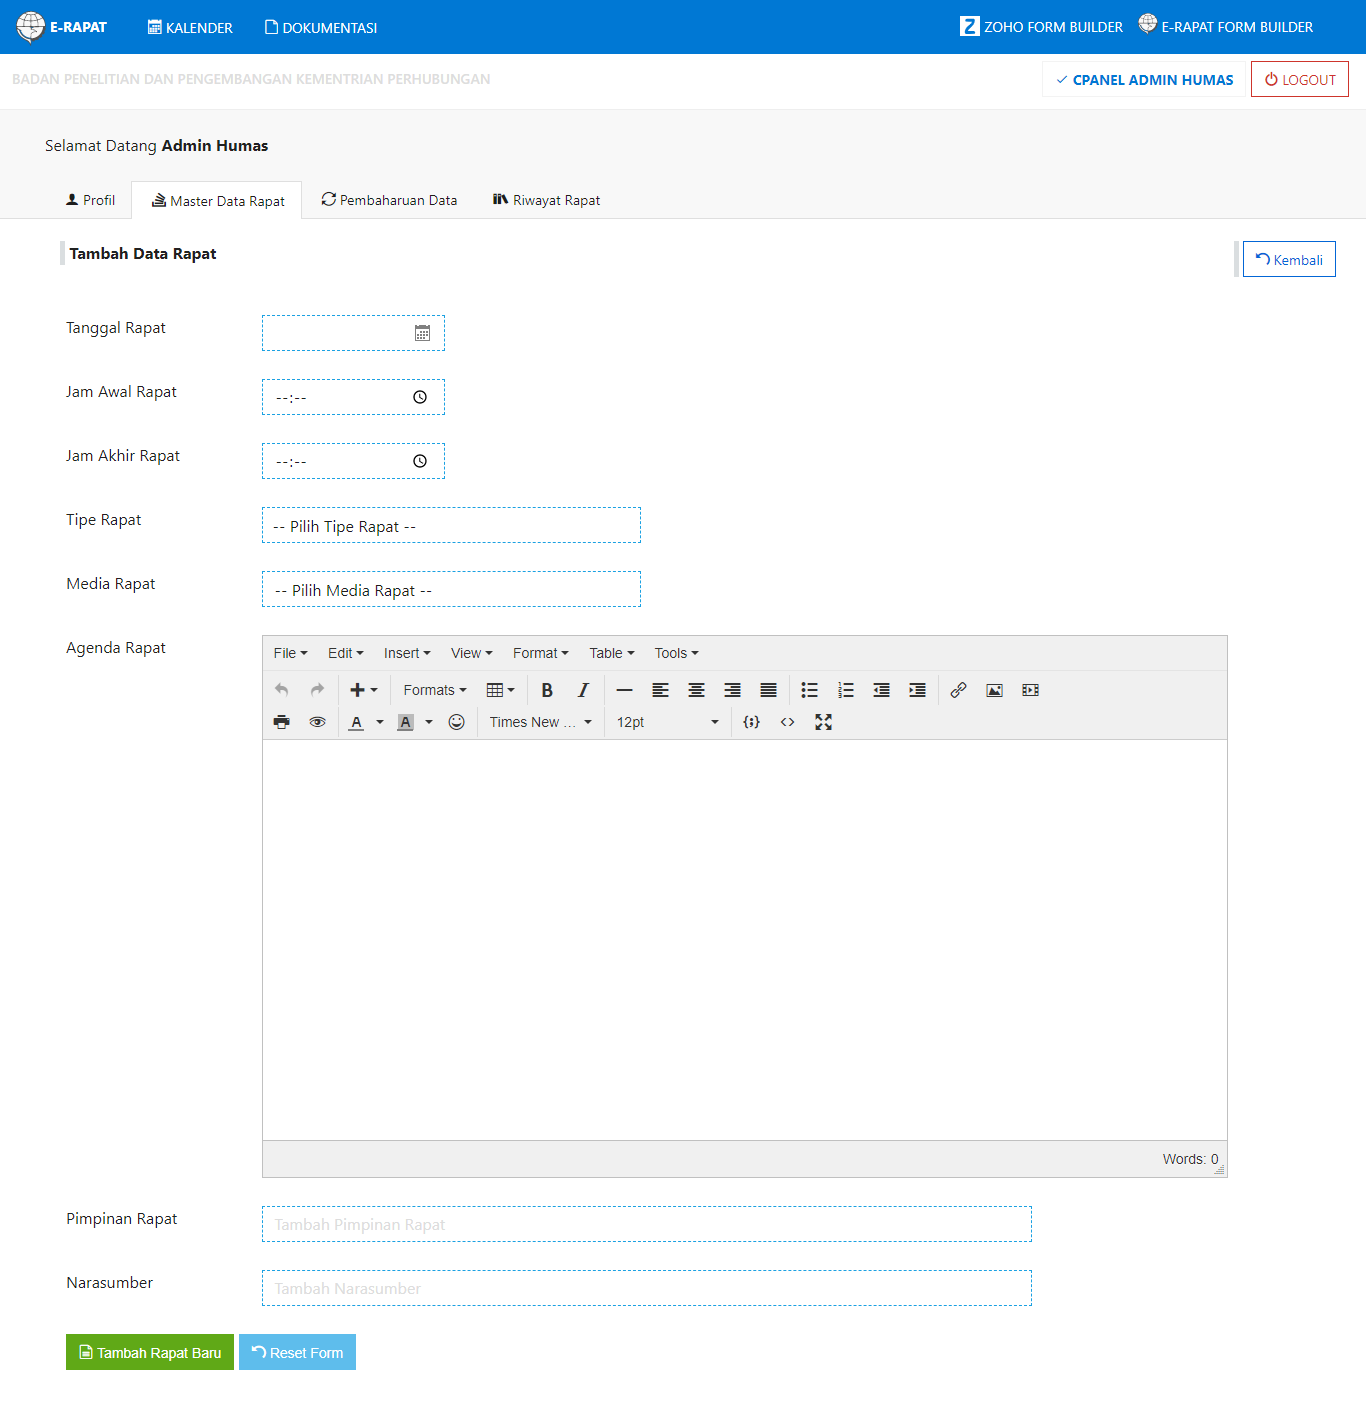 E-RAPAT KALENDER DOKUMENTASI Z ZOHO FORM BUILDER E-RAPAT FORM BUILDER
BADAN PENELITIAN DAN PENGEMBANGAN KEMENTRIAN PERHUBUNGAN CPANEL ADMIN HUMAS LOGOUT
Selamat Datang Admin Humas
Profil Master Data Rapat Pembaharuan Data Riwayat Rapat
Tambah Data Rapat Kembali
Tanggal Rapat
Jam Awal Rapat --:--
Jam Akhir Rapat --:--
Tipe Rapat -- Pilih Tipe Rapat --
Media Rapat -- Pilih Media Rapat --
Agenda Rapat File Edit Insert View Format Table Tools
Formats B I
A A Times New ... 12pt
Words: 0
Pimpinan Rapat Tambah Pimpinan Rapat
Narasumber Tambah Narasumber
Tambah Rapat Baru Reset Form